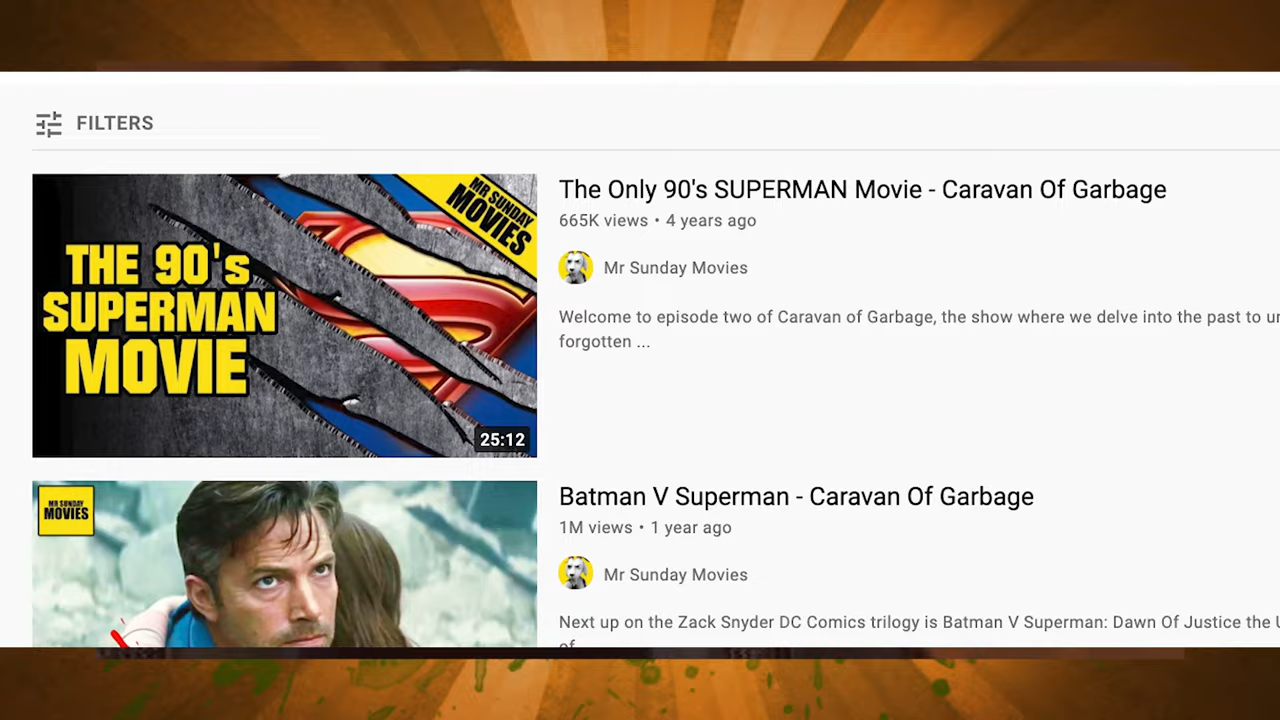 FILTERS
THE 90's
SUPERMAN
MOVIE
MR SUNDAY
MOVIES
25:12
The Only 90's SUPERMAN Movie - Caravan Of Garbage
665K views • 4 years ago
Mr Sunday Movies
Welcome to episode two of Caravan of Garbage, the show where we delve into the past to
forgotten ...
MR SUNDAY
MOVIES
Batman V Superman - Caravan Of Garbage
1M views • 1 year ago
Mr Sunday Movies
Next up on the Zack Snyder DC Comics trilogy is Batman V Superman: Dawn Of Justice the
of